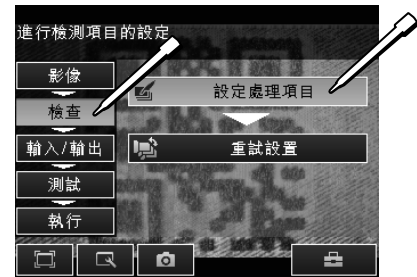 進行檢測項目的設定
影像
檢查
設定處理項目
輸入/輸出
重試設置
測試
執行